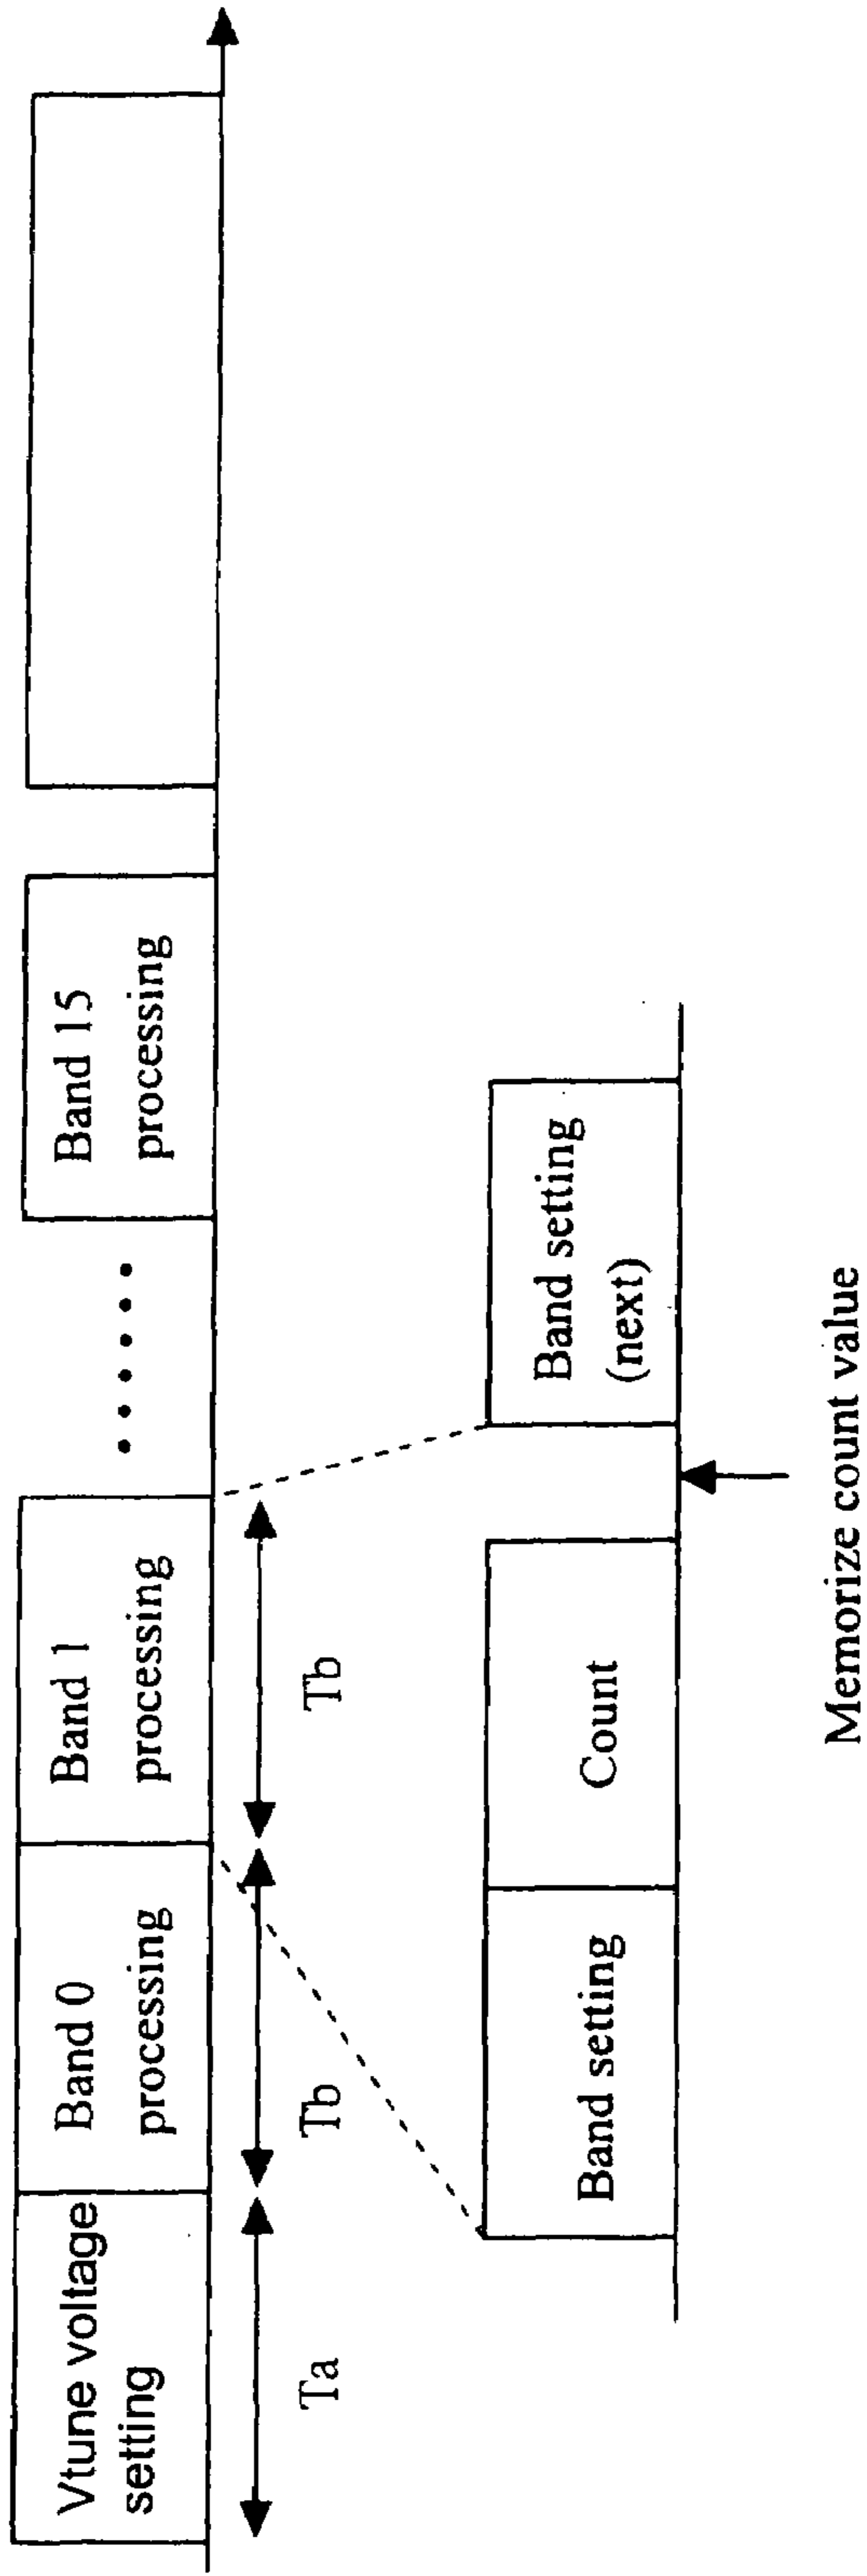 Vtune voltage
setting
Band 0
processing
Band 1
processing
Band 15
processing
Ta
Tb
Tb
Band setting
Count
Band setting
(next)
Memorize count value